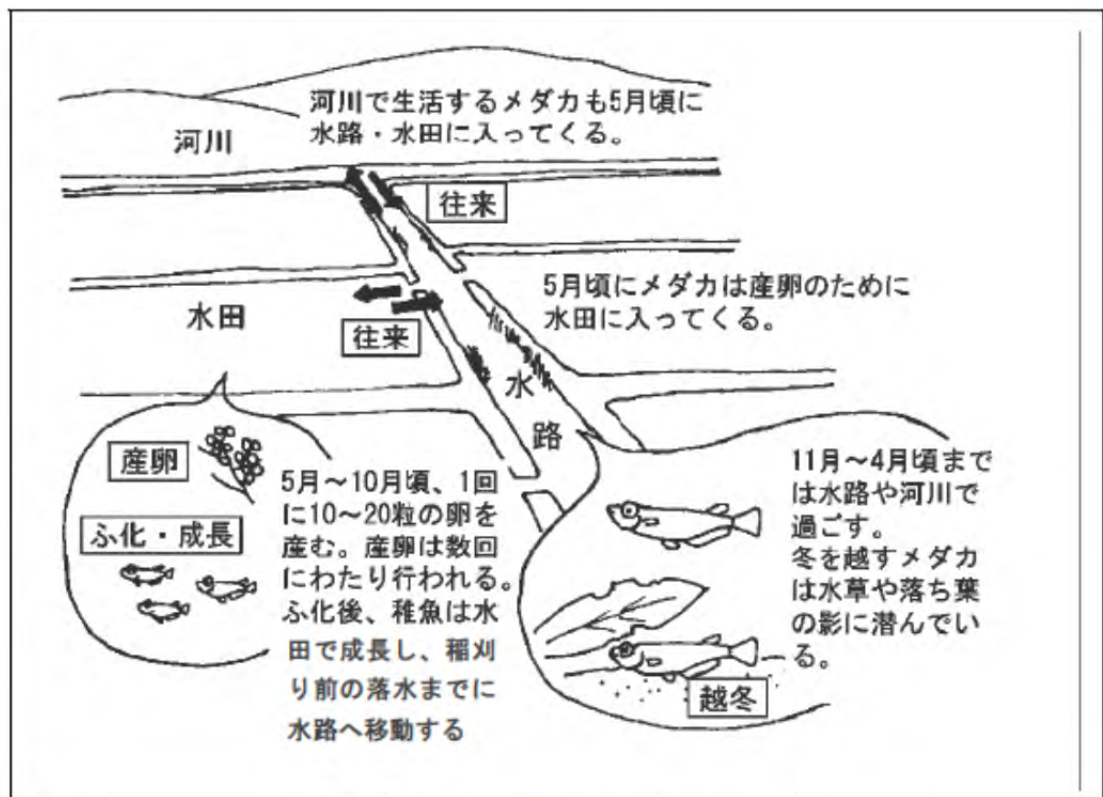 河川で生活するメダカも5月頃に
水路・水田に入ってくる。
河川
往来
5月頃にメダカは産卵のために
水田に入ってくる。
水田
往来
水
路
産卵
ふ化・成長
5月～10月頃、1回
に10～20粒の卵を
産む。産卵は数回
にわたり行われる。
ふ化後、稚魚は水
田で成長し、稲刈
り前の落水までに
水路へ移動する
11月～4月頃まで
は水路や河川で
過ごす。
冬を越すメダカ
は水草や落ち葉
の影に潜んでい
る。
越冬